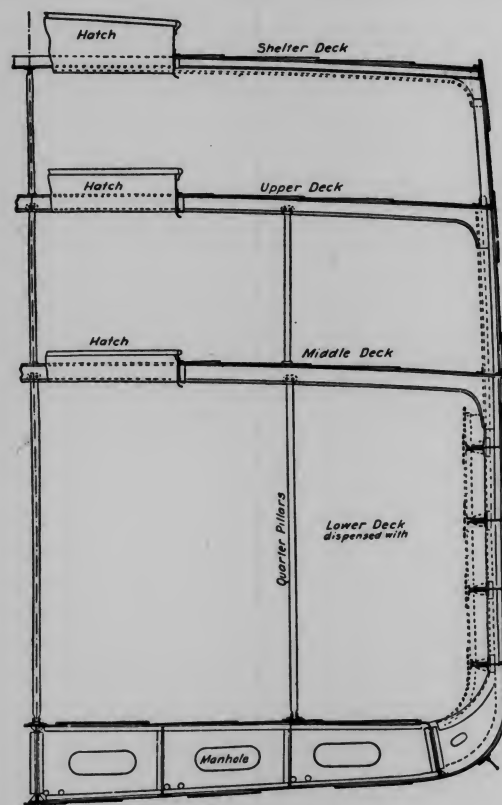 Hatch
Shelter Deck
Hatch
Upper Deck
Hatch
Middle Deck
Quarter Pillars
Lower Deck
dispensed with
Manhole